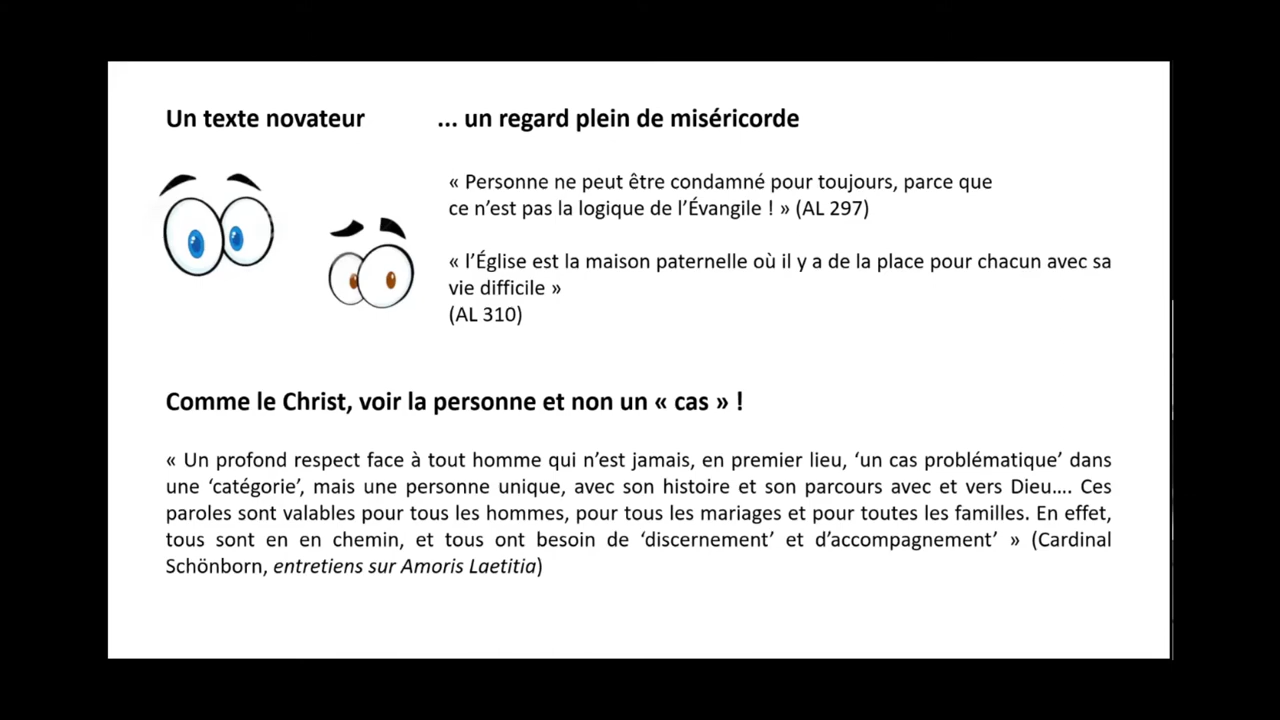 Un texte novateur ... un regard plein de miséricorde
« Personne ne peut être condamné pour toujours, parce que
ce n’est pas la logique de l’Évangile ! » (AL 297)
« l’Église est la maison paternelle où il y a de la place pour chacun avec sa
vie difficile »
(AL 310)
Comme le Christ, voir la personne et non un « cas » !
« Un profond respect face à tout homme qui n’est jamais, en premier lieu, ‘un cas problématique’ dans
une ‘catégorie’, mais une personne unique, avec son histoire et son parcours avec et vers Dieu…. Ces
paroles sont valables pour tous les hommes, pour tous les mariages et pour toutes les familles. En effet,
tous sont en en chemin, et tous ont besoin de ‘discernement’ et d’accompagnement’ » (Cardinal
Schönborn, entretiens sur Amoris Laetitia)